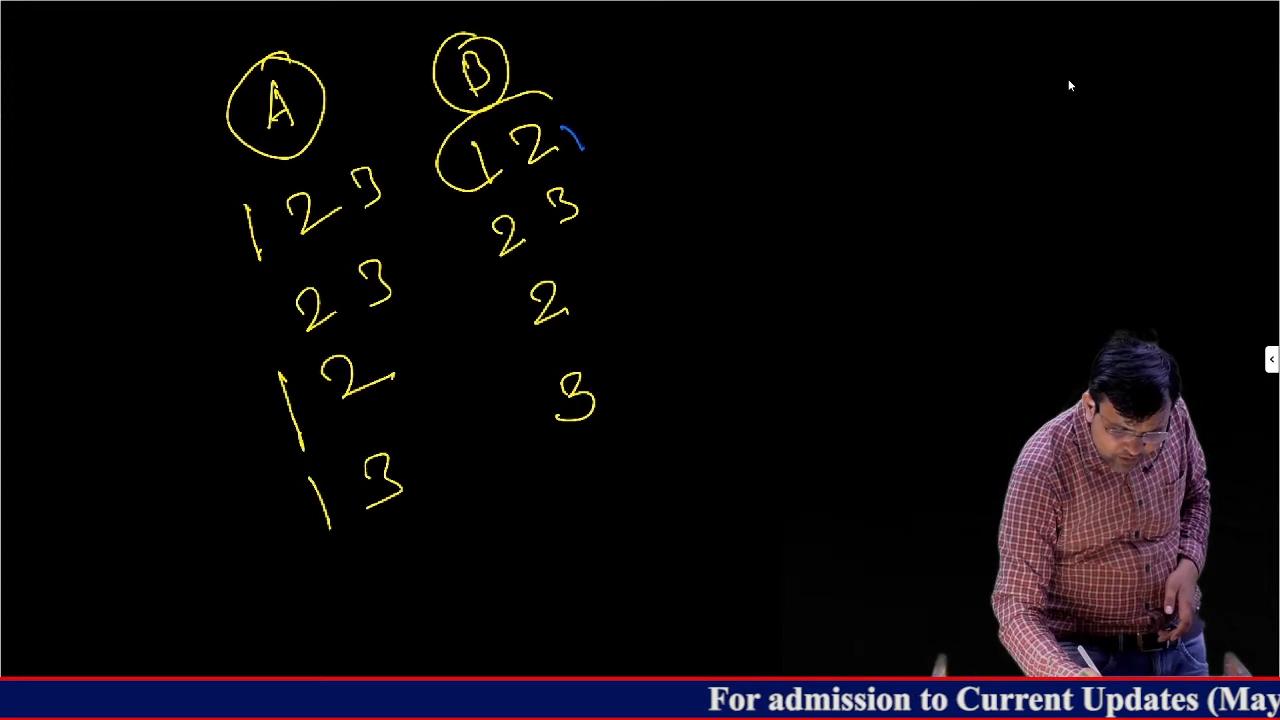 A
1 2 3
2 3
1 2
1 3
B
1 2
2 3
2
3
For admission to Current Updates (May